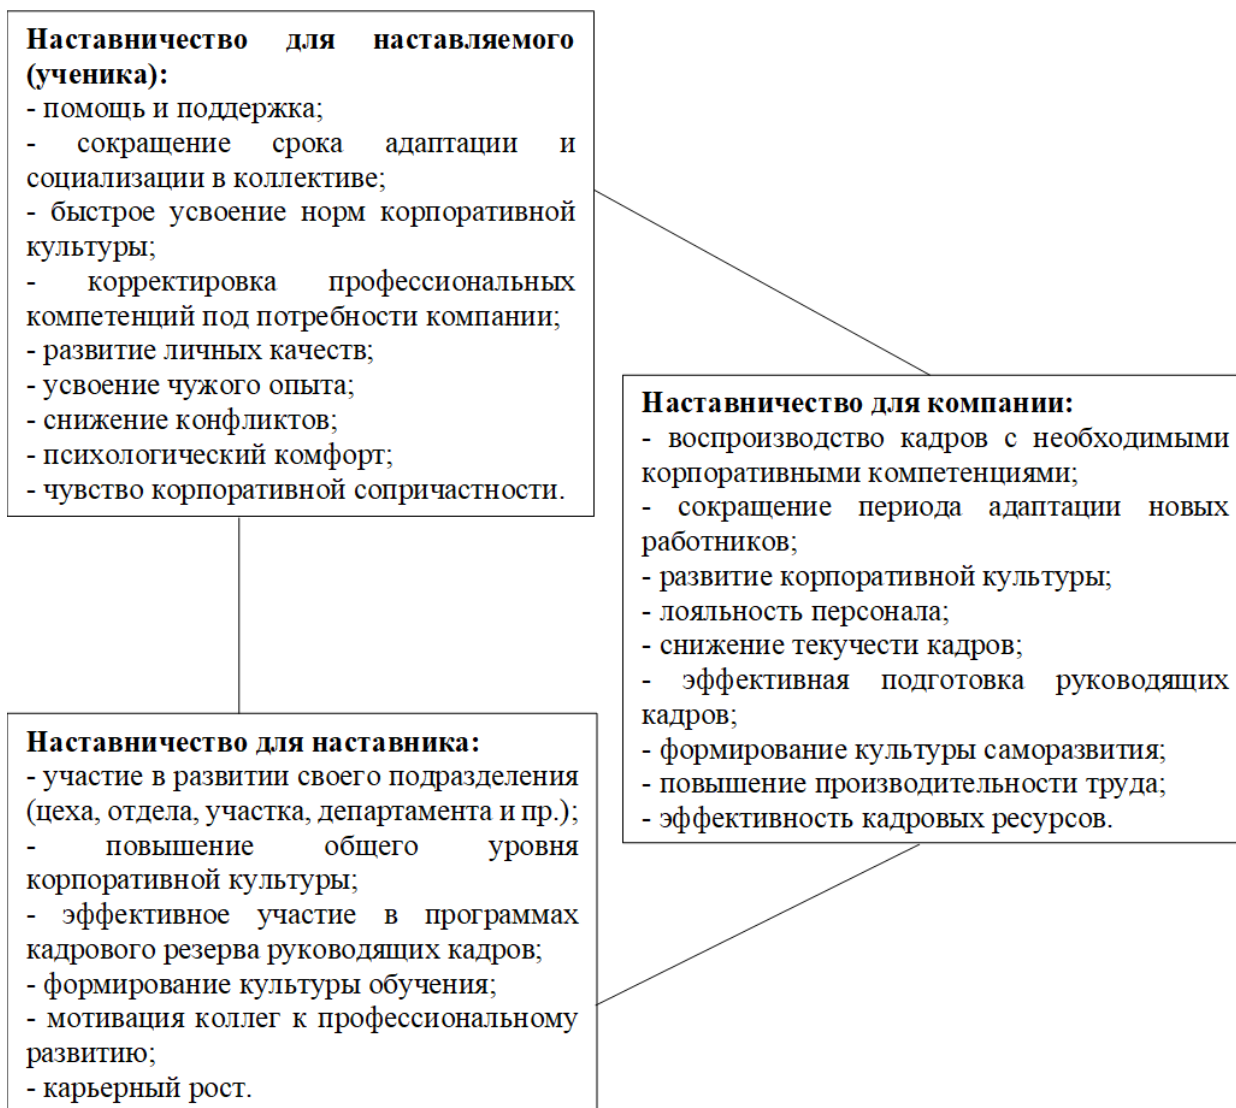 Наставничество для наставляемого
(ученика):
- помощь и поддержка;
- сокращение срока адаптации и
социализации в коллективе;
- быстрое усвоение норм корпоративной
культуры;
- корректировка профессиональных
компетенций под потребности компании;
- развитие личных качеств;
- усвоение чужого опыта;
- снижение конфликтов;
- психологический комфорт;
- чувство корпоративной сопричастности.
Наставничество для компании:
- воспроизводство кадров с необходимыми
корпоративными компетенциями;
- сокращение периода адаптации новых
работников;
- развитие корпоративной культуры;
- лояльность персонала;
- снижение текучести кадров;
- эффективная подготовка руководящих
кадров;
- формирование культуры саморазвития;
- повышение производительности труда;
- эффективность кадровых ресурсов.
Наставничество для наставника:
- участие в развитии своего подразделения
(цеха, отдела, участка, департамента и пр.);
- повышение общего уровня
корпоративной культуры;
- эффективное участие в программах
кадрового резерва руководящих кадров;
- формирование культуры обучения;
- мотивация коллег к профессиональному
развитию;
- карьерный рост.